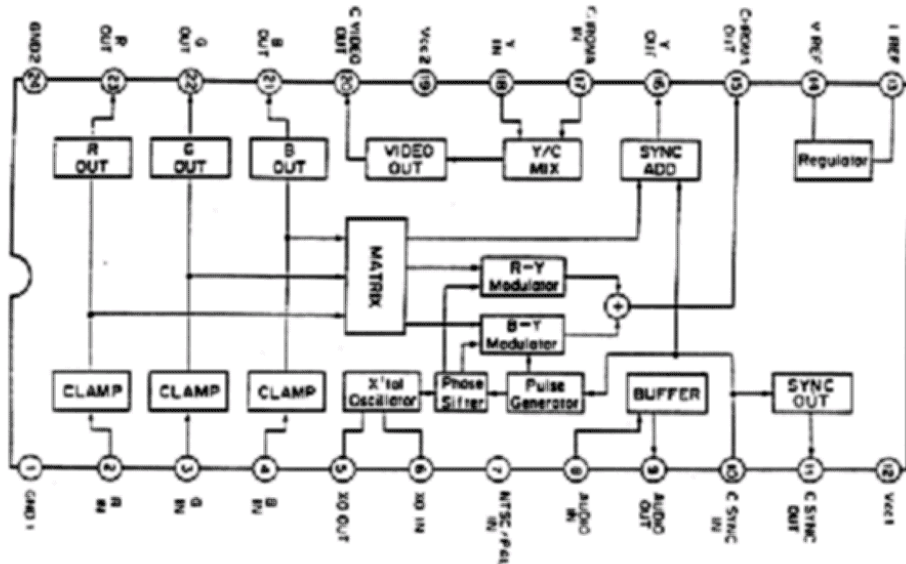 GND2
R OUT
G OUT
B OUT
C.VIDEO OUT
Vcc2
Y IN
IN
Y OUT
OUT
V REF
I REF
24
23
22
21
20
19
18
17
16
15
14
13
R OUT
G OUT
B OUT
VIDEO OUT
Y/C MIX
SYNC ADD
Regulator
MATRIX
R-Y Modulator
+
B-Y Modulator
CLAMP
CLAMP
CLAMP
X'tal Oscillator
Phase Sifter
Pulse Generator
BUFFER
SYNC OUT
1
2
3
4
5
6
7
8
9
10
11
12
GND1
R IN
G IN
B IN
XO OUT
XO IN
NTSC/PAL IN
AUDIO IN
AUDIO OUT
C SYNC IN
C SYNC OUT
Vcc1